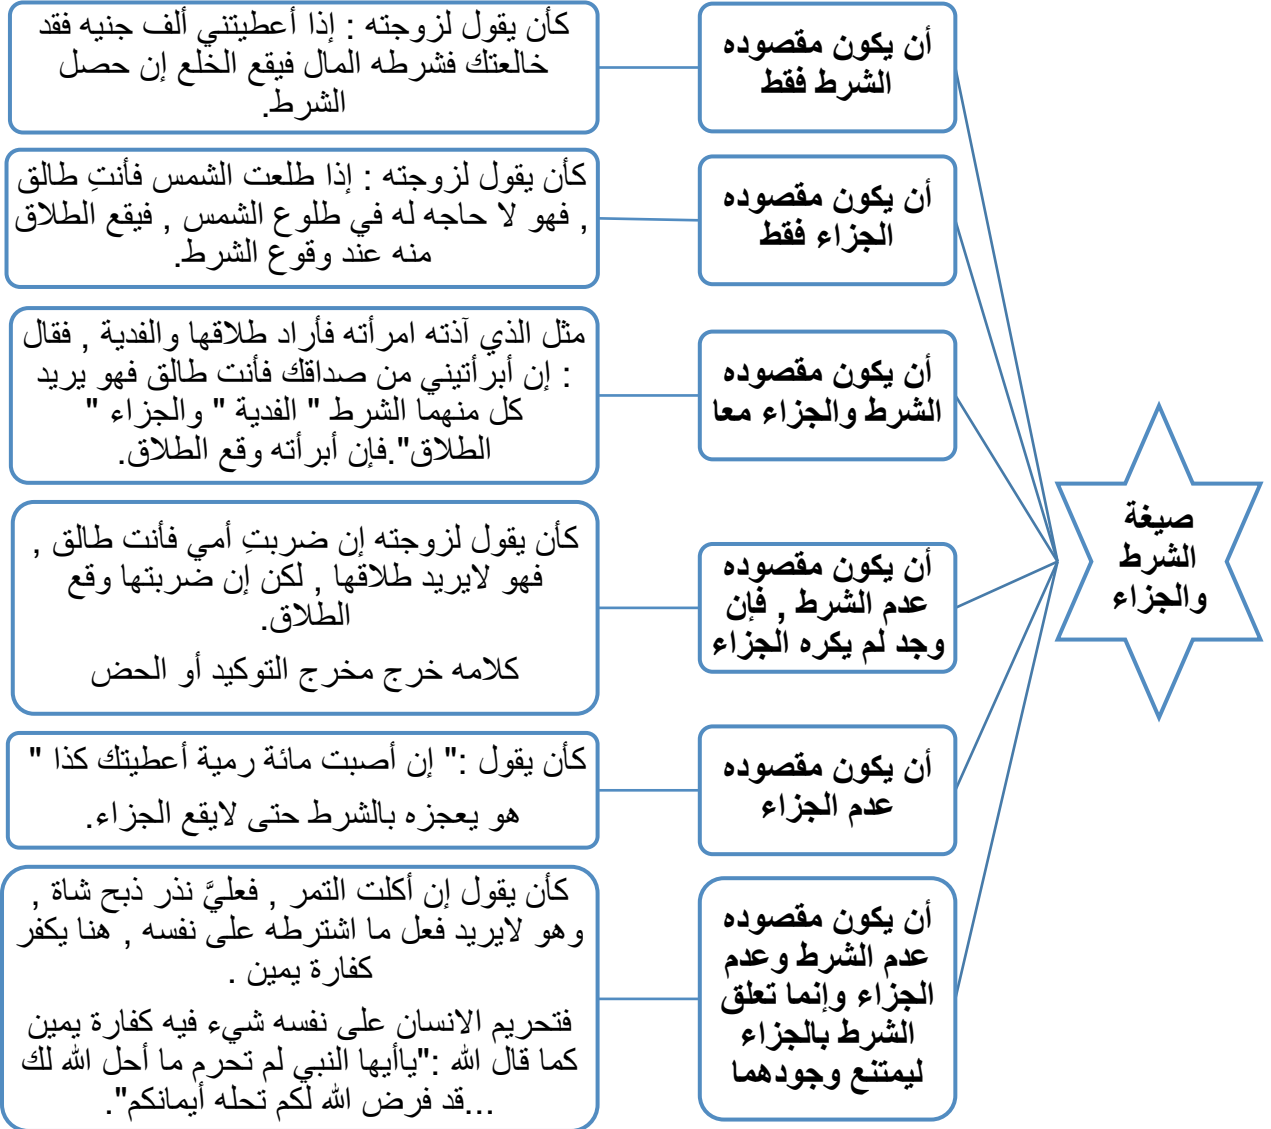 صيغة
الشرط
والجزاء
أن يكون مقصوده
الشرط فقط
كأن يقول لزوجته : إذا أعطيتني ألف جنيه فقد
خالعتك فشرطه المال فيقع الخلع إن حصل
الشرط.
أن يكون مقصوده
الجزاء فقط
كأن يقول لزوجته : إذا طلعت الشمس فأنتِ طالق
, فهو لا حاجه له في طلوع الشمس , فيقع الطلاق
منه عند وقوع الشرط.
أن يكون مقصوده
الشرط والجزاء معا
مثل الذي آذته امرأته فأراد طلاقها والفدية , فقال
: إن أبرأتيني من صداقك فأنت طالق فهو يريد
كل منهما الشرط " الفدية " والجزاء "
الطلاق".فإن أبرأته وقع الطلاق.
أن يكون مقصوده
عدم الشرط , فإن
وجد لم يكره الجزاء
كأن يقول لزوجته إن ضربتِ أمي فأنت طالق ,
فهو لايريد طلاقها , لكن إن ضربتها وقع
الطلاق.
كلامه خرج مخرج التوكيد أو الحض
أن يكون مقصوده
عدم الجزاء
كأن يقول :" إن أصبت مائة رمية أعطيتك كذا "
هو يعجزه بالشرط حتى لايقع الجزاء.
أن يكون مقصوده
عدم الشرط وعدم
الجزاء وإنما تعلق
الشرط بالجزاء
ليمتنع وجودهما
كأن يقول إن أكلت التمر , فعليَّ نذر ذبح شاة ,
وهو لايريد فعل ما اشترطه على نفسه , هنا يكفر
كفارة يمين .
فتحريم الانسان على نفسه شيء فيه كفارة يمين
كما قال الله :"ياأيها النبي لم تحرم ما أحل الله لك
...قد فرض الله لكم تحله أيمانكم".